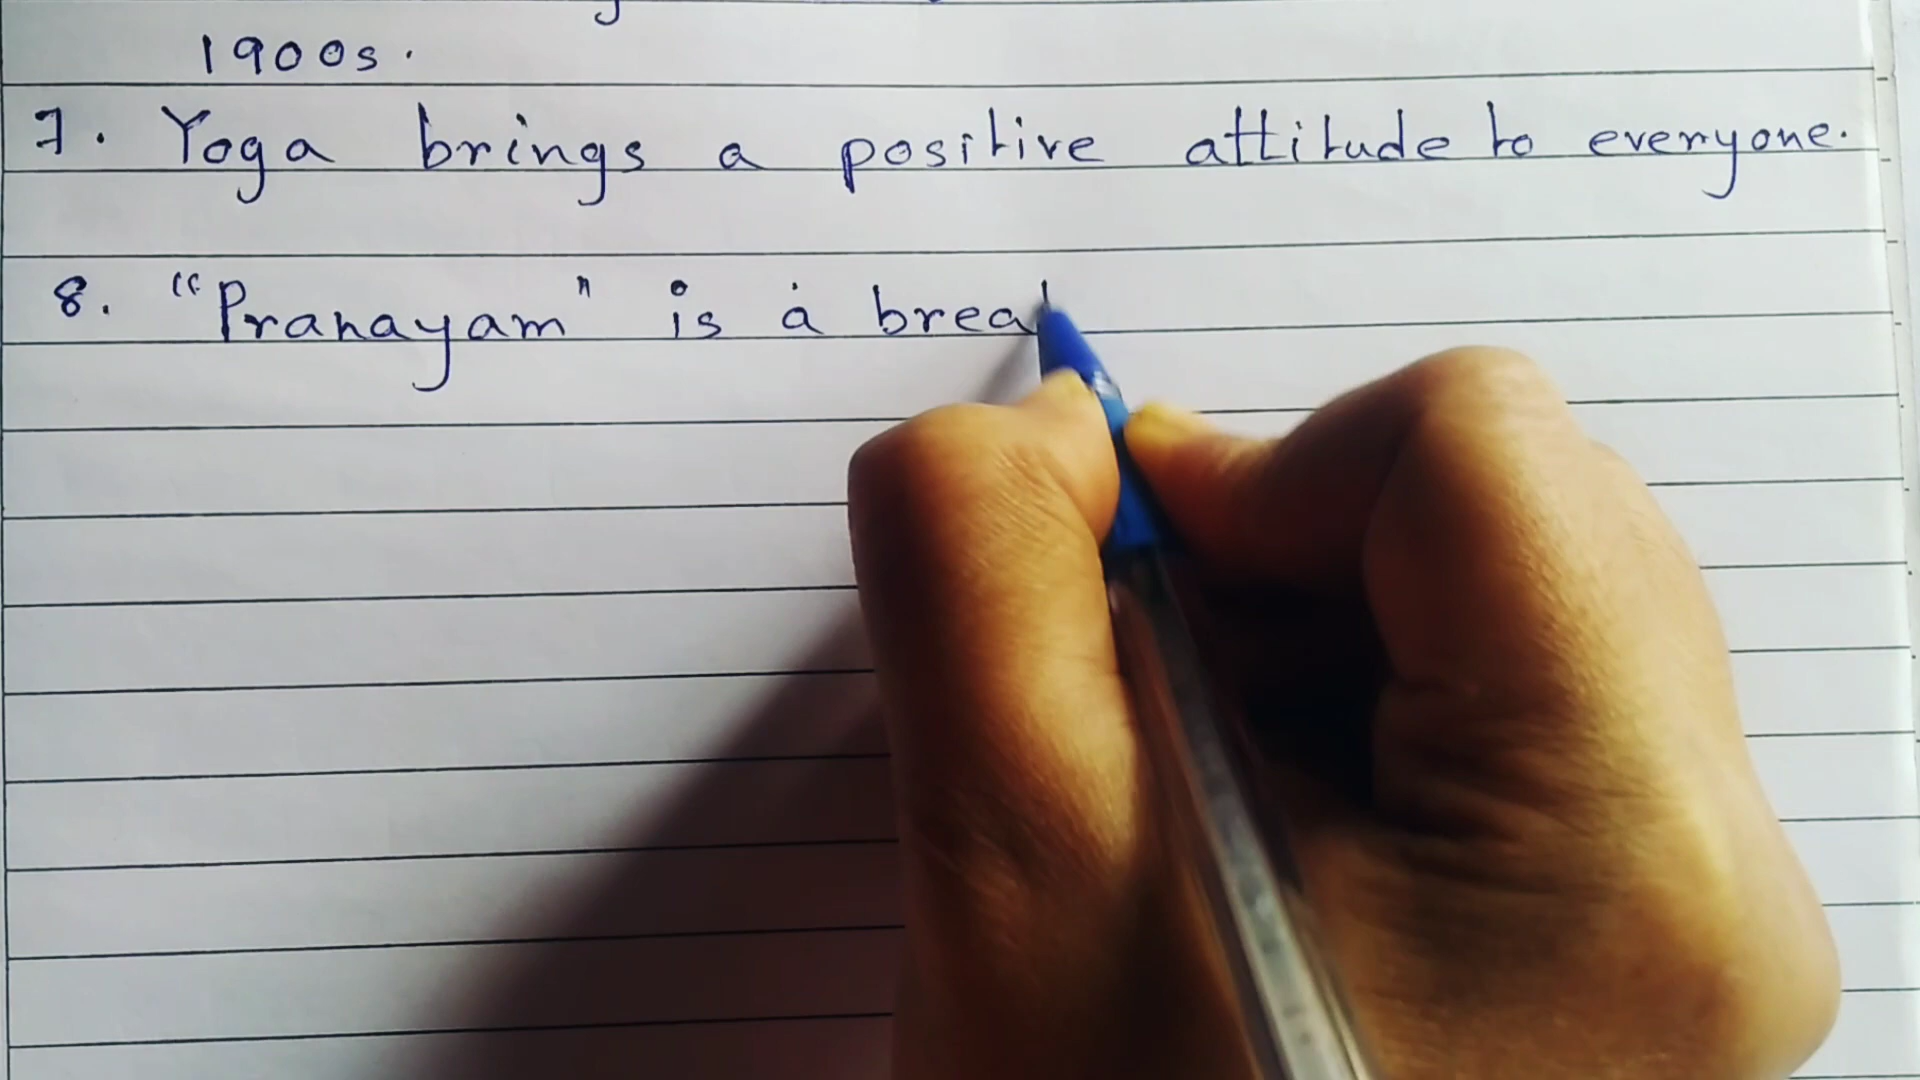 1900s.
7. Yoga brings a positive attitude to everyone.
8. "Pranayam" is a brea